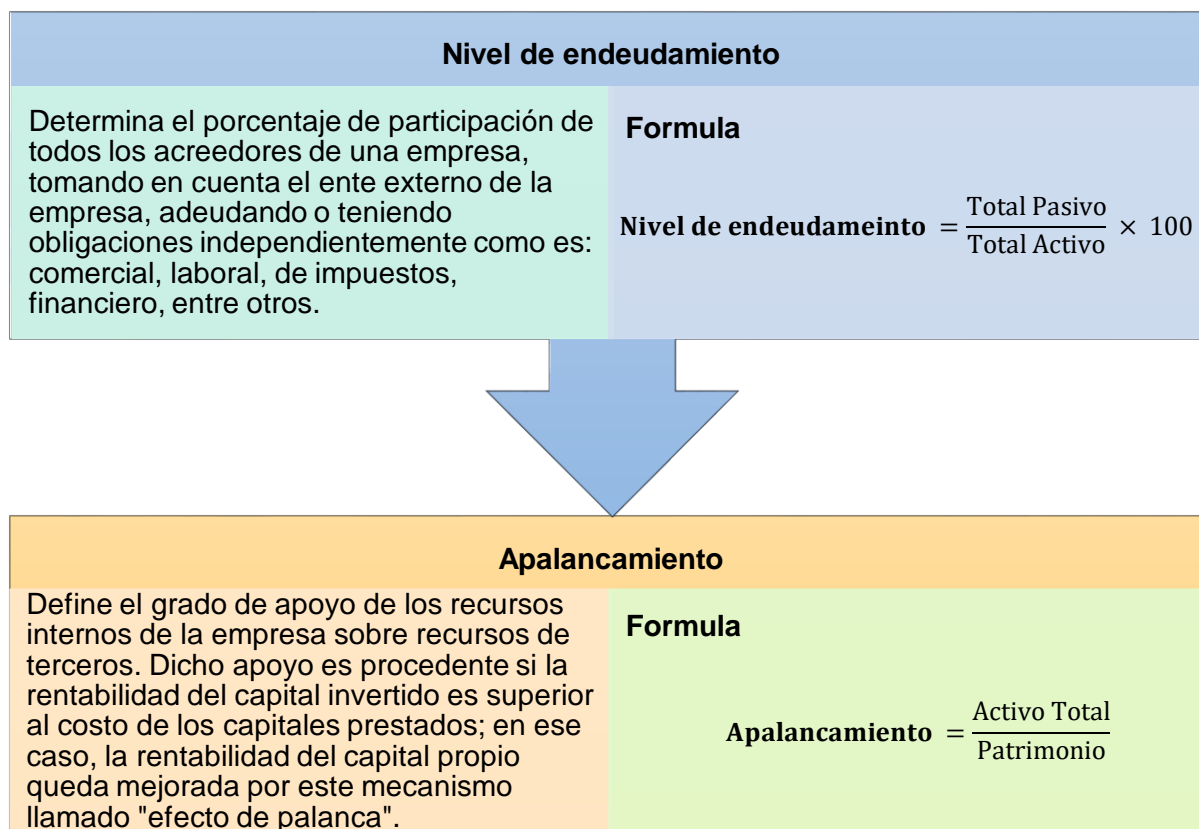 Nivel de endeudamiento
Determina el porcentaje de participación de
todos los acreedores de una empresa,
tomando en cuenta el ente externo de la
empresa, adeudando o teniendo
obligaciones independientemente como es:
comercial, laboral, de impuestos,
financiero, entre otros.
Formula
Nivel de endeudameinto = Total Pasivo / Total Activo × 100
Apalancamiento
Define el grado de apoyo de los recursos
internos de la empresa sobre recursos de
terceros. Dicho apoyo es procedente si la
rentabilidad del capital invertido es superior
al costo de los capitales prestados; en ese
caso, la rentabilidad del capital propio
queda mejorada por este mecanismo
llamado "efecto de palanca".
Formula
Apalancamiento = Activo Total / Patrimonio